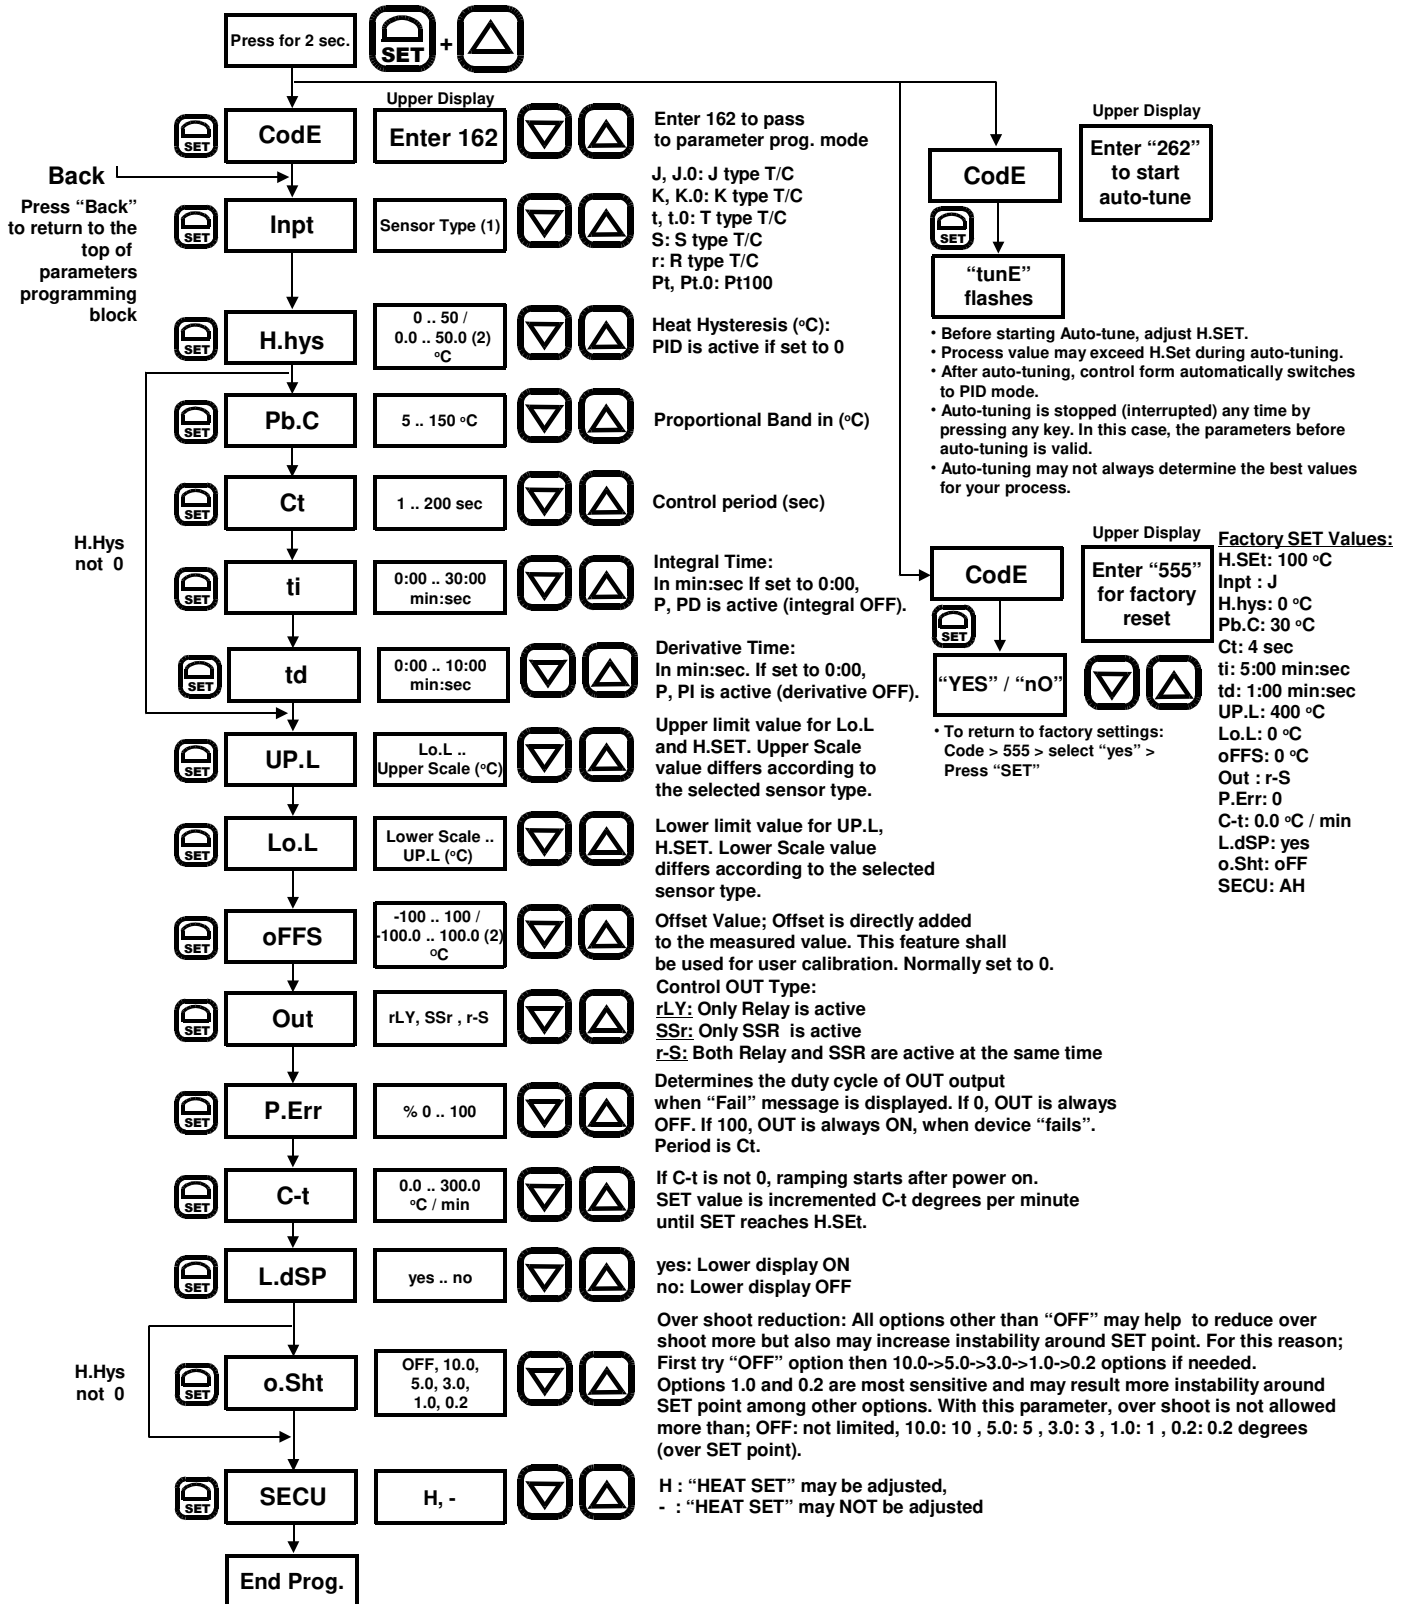 Press for 2 sec.
SET
+
Upper Display
SET
CodE
Enter 162
Enter 162 to pass
to parameter prog. mode
Back
Press “Back”
to return to the
top of
parameters
programming
block
SET
Inpt
Sensor Type (1)
J, J.0: J type T/C
K, K.0: K type T/C
t, t.0: T type T/C
S: S type T/C
r: R type T/C
Pt, Pt.0: Pt100
SET
H.hys
0 .. 50 /
0.0 .. 50.0 (2)
ºC
Heat Hysteresis (ºC):
PID is active if set to 0
SET
Pb.C
5 .. 150 ºC
Proportional Band in (ºC)
SET
Ct
1 .. 200 sec
Control period (sec)
H.Hys
not 0
SET
ti
0:00 .. 30:00
min:sec
Integral Time:
In min:sec If set to 0:00,
P, PD is active (integral OFF).
SET
td
0:00 .. 10:00
min:sec
Derivative Time:
In min:sec. If set to 0:00,
P, PI is active (derivative OFF).
SET
UP.L
Lo.L ..
Upper Scale (ºC)
Upper limit value for Lo.L
and H.SET. Upper Scale
value differs according to
the selected sensor type.
SET
Lo.L
Lower Scale ..
UP.L (ºC)
Lower limit value for UP.L,
H.SET. Lower Scale value
differs according to the selected
sensor type.
SET
oFFS
-100 .. 100 /
-100.0 .. 100.0 (2)
ºC
Offset Value; Offset is directly added
to the measured value. This feature shall
be used for user calibration. Normally set to 0.
SET
Out
rLY, SSr , r-S
Control OUT Type:
rLY: Only Relay is active
SSr: Only SSR is active
r-S: Both Relay and SSR are active at the same time
SET
P.Err
% 0 .. 100
Determines the duty cycle of OUT output
when “Fail” message is displayed. If 0, OUT is always
OFF. If 100, OUT is always ON, when device “fails”.
Period is Ct.
SET
C-t
0.0 .. 300.0
ºC / min
If C-t is not 0, ramping starts after power on.
SET value is incremented C-t degrees per minute
until SET reaches H.SEt.
SET
L.dSP
yes .. no
yes: Lower display ON
no: Lower display OFF
H.Hys
not 0
SET
o.Sht
OFF, 10.0,
5.0, 3.0,
1.0, 0.2
Over shoot reduction: All options other than “OFF” may help to reduce over
shoot more but also may increase instability around SET point. For this reason;
First try “OFF” option then 10.0->5.0->3.0->1.0->0.2 options if needed.
Options 1.0 and 0.2 are most sensitive and may result more instability around
SET point among other options. With this parameter, over shoot is not allowed
more than; OFF: not limited, 10.0: 10 , 5.0: 5 , 3.0: 3 , 1.0: 1 , 0.2: 0.2 degrees
(over SET point).
SET
SECU
H, -
H : “HEAT SET” may be adjusted,
- : “HEAT SET” may NOT be adjusted
End Prog.
CodE
Upper Display
Enter “262”
to start
auto-tune
SET
“tunE”
flashes
• Before starting Auto-tune, adjust H.SET.
• Process value may exceed H.Set during auto-tuning.
• After auto-tuning, control form automatically switches
to PID mode.
• Auto-tuning is stopped (interrupted) any time by
pressing any key. In this case, the parameters before
auto-tuning is valid.
• Auto-tuning may not always determine the best values
for your process.
CodE
Upper Display
Enter “555”
for factory
reset
SET
“YES” / “nO”
• To return to factory settings:
Code > 555 > select “yes” >
Press “SET”
Factory SET Values:
H.SEt: 100 ºC
Inpt : J
H.hys: 0 ºC
Pb.C: 30 ºC
Ct: 4 sec
ti: 5:00 min:sec
td: 1:00 min:sec
UP.L: 400 ºC
Lo.L: 0 ºC
oFFS: 0 ºC
Out : r-S
P.Err: 0
C-t: 0.0 ºC / min
L.dSP: yes
o.Sht: oFF
SECU: AH